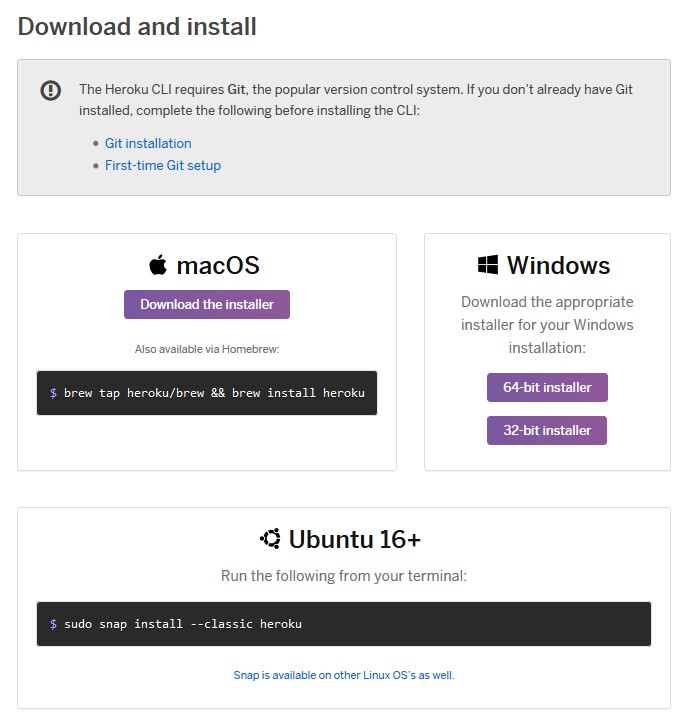 Download and install
The Heroku CLI requires Git, the popular version control system. If you don't already have Git
installed, complete the following before installing the CLI:
• Git installation
• First-time Git setup
macOS
Download the installer
Also available via Homebrew:
$ brew tap heroku/brew && brew install heroku
Windows
Download the appropriate
installer for your Windows
installation:
64-bit installer
32-bit installer
Ubuntu 16+
Run the following from your terminal:
$ sudo snap install --classic heroku
Snap is available on other Linux OS's as well.